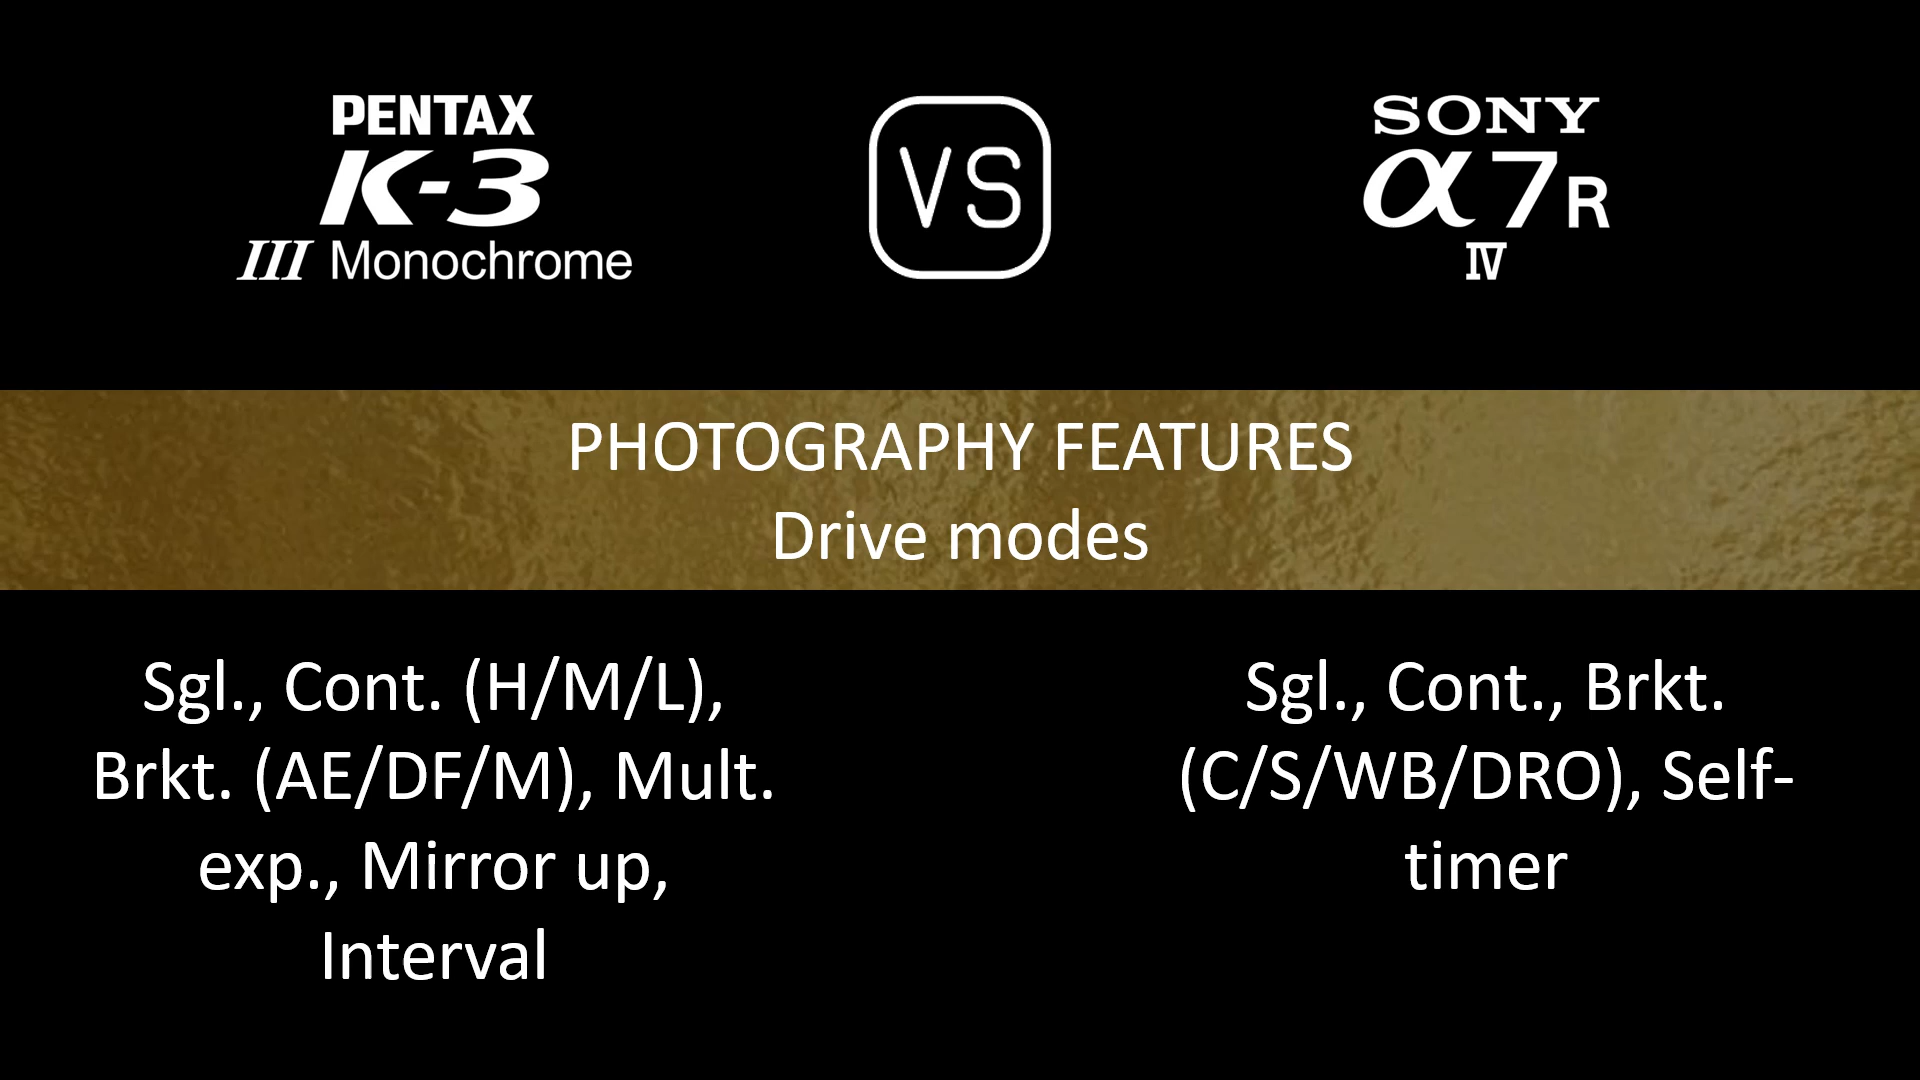 PENTAX
K-3
III Monochrome
VS
SONY
α7R
IV
PHOTOGRAPHY FEATURES
Drive modes
Sgl., Cont. (H/M/L),
Brkt. (AE/DF/M), Mult.
exp., Mirror up,
Interval
Sgl., Cont., Brkt.
(C/S/WB/DRO), Self-
timer